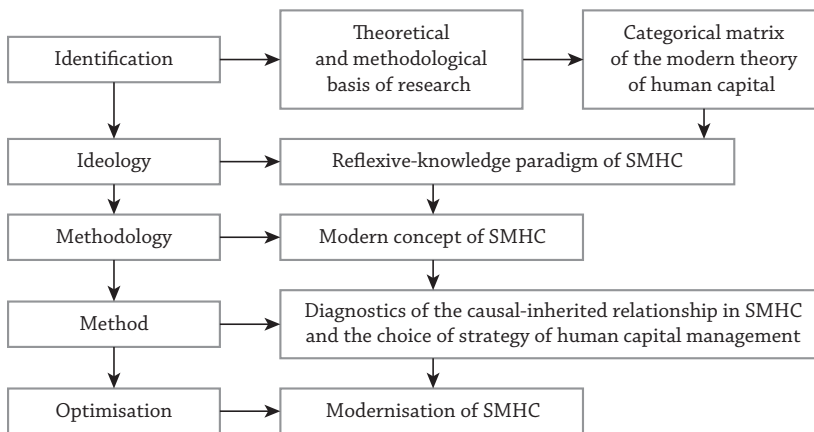 Identification
Theoretical
and methodological
basis of research
Categorical matrix
of the modern theory
of human capital
Ideology
Reflexive-knowledge paradigm of SMHC
Methodology
Modern concept of SMHC
Method
Diagnostics of the causal-inherited relationship in SMHC
and the choice of strategy of human capital management
Optimisation
Modernisation of SMHC